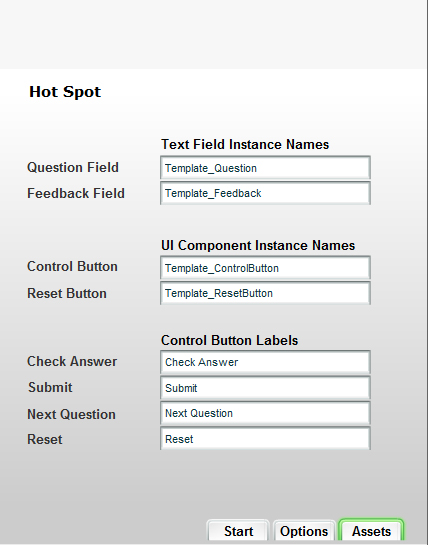 Hot Spot
Text Field Instance Names
Question Field Template_Question
Feedback Field Template_Feedback
UI Component Instance Names
Control Button Template_ControlButton
Reset Button Template_ResetButton
Control Button Labels
Check Answer Check Answer
Submit Submit
Next Question Next Question
Reset Reset
Start Options Assets